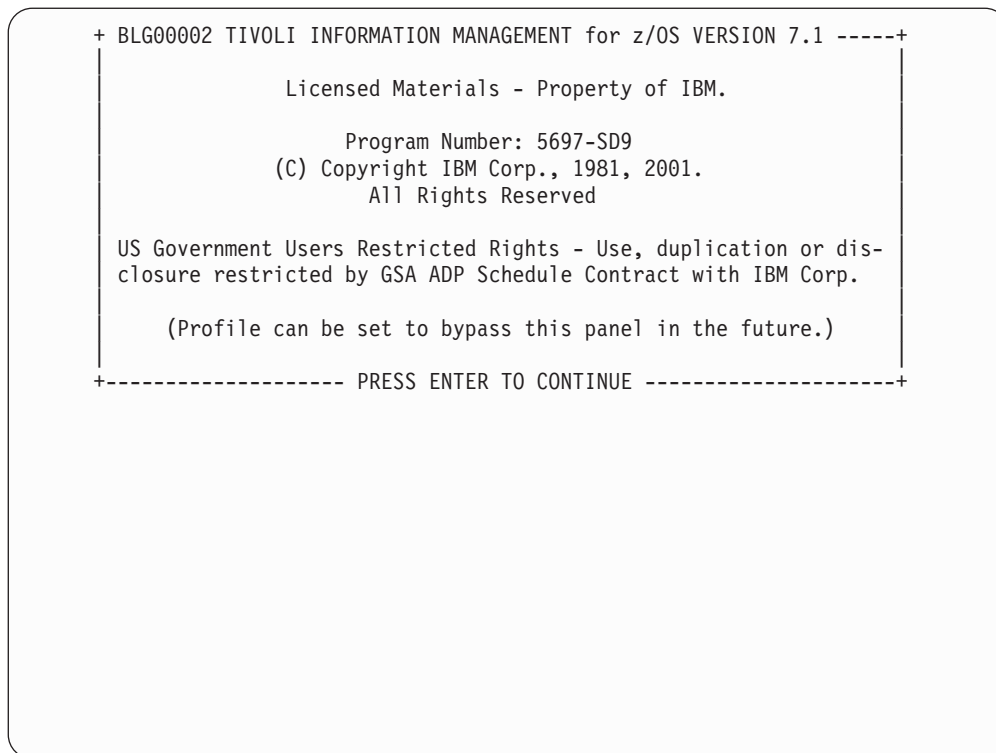 + BLG00002 TIVOLI INFORMATION MANAGEMENT for z/OS VERSION 7.1 -----+
Licensed Materials - Property of IBM.
Program Number: 5697-SD9
(C) Copyright IBM Corp., 1981, 2001.
All Rights Reserved
US Government Users Restricted Rights - Use, duplication or dis-
closure restricted by GSA ADP Schedule Contract with IBM Corp.
(Profile can be set to bypass this panel in the future.)
+-------------------- PRESS ENTER TO CONTINUE ---------------------+